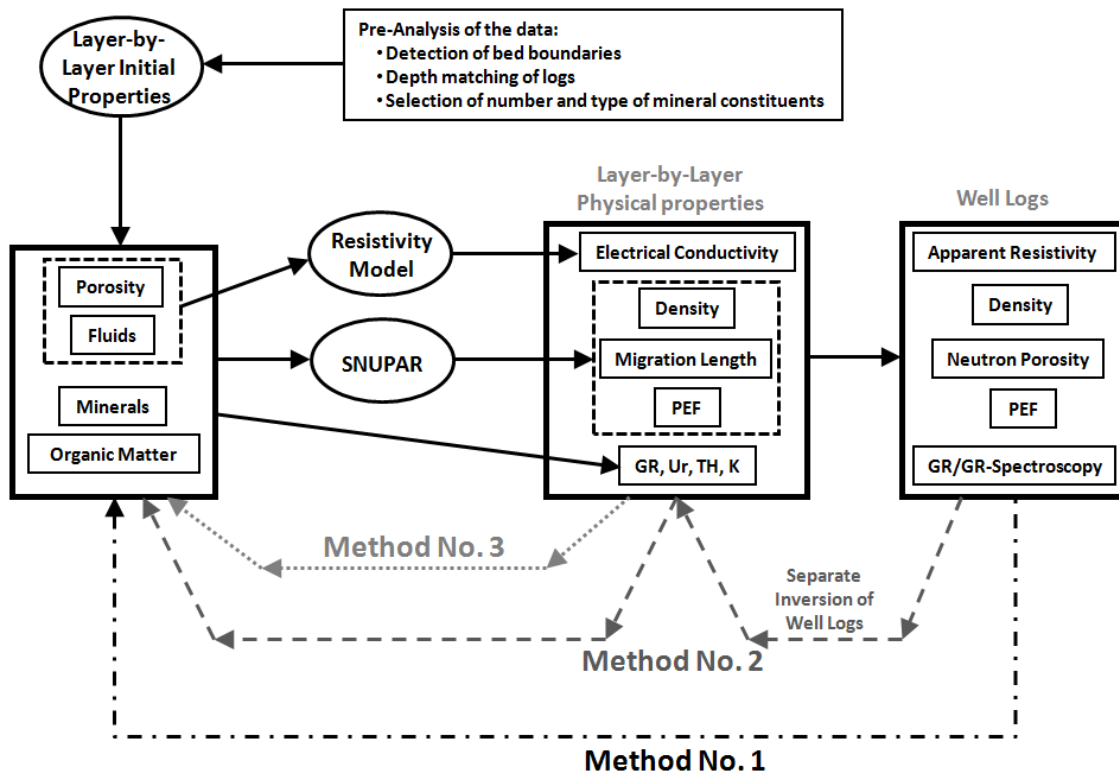 Layer-by-
Layer Initial
Properties
Pre-Analysis of the data:
•Detection of bed boundaries
•Depth matching of logs
•Selection of number and type of mineral constituents
Layer-by-Layer
Physical properties
Well Logs
Porosity
Fluids
Minerals
Organic Matter
Resistivity
Model
SNUPAR
Electrical Conductivity
Density
Migration Length
PEF
GR, Ur, TH, K
Apparent Resistivity
Density
Neutron Porosity
PEF
GR/GR-Spectroscopy
Method No. 3
Separate
Inversion of
Well Logs
Method No. 2
Method No. 1